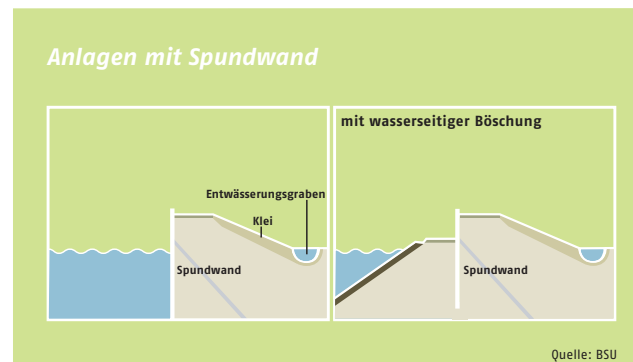 Anlagen mit Spundwand
Entwässerungsgraben
Klei
Spundwand
mit wasserseitiger Böschung
Spundwand
Quelle: BSU